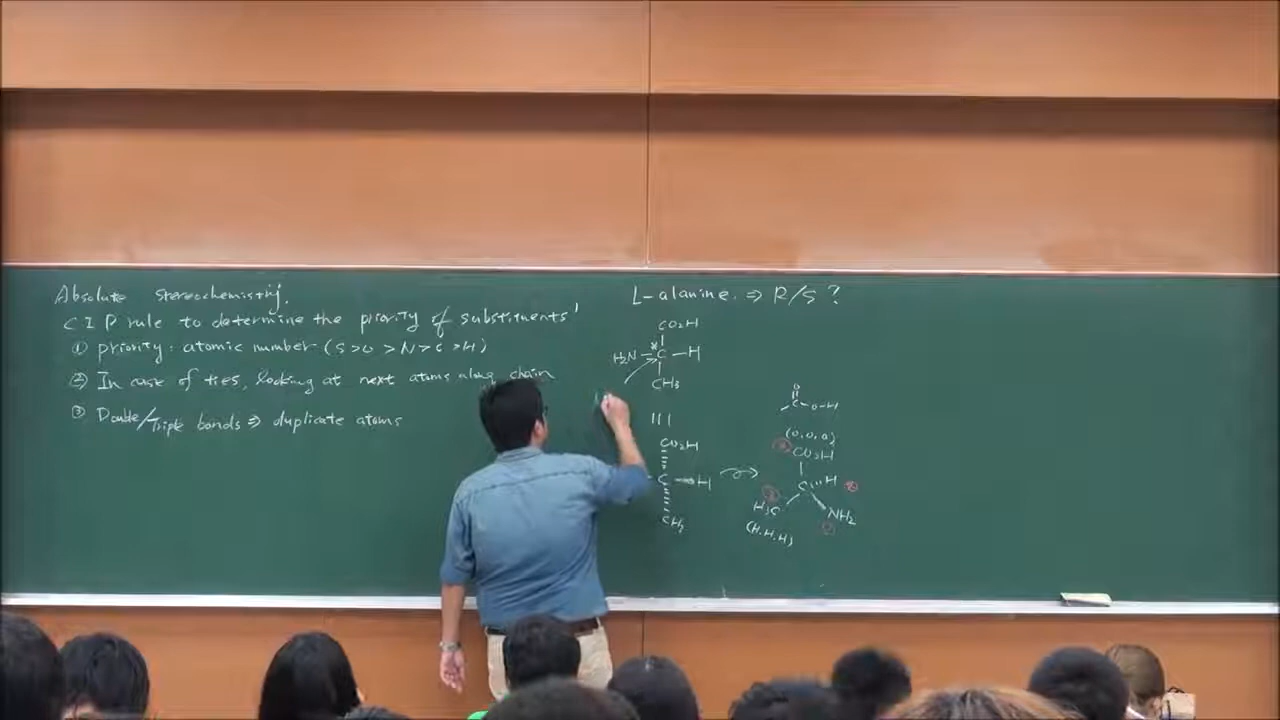 Absolute stereochemistry.
CIP rule to determine the priority of substituents'
① priority: atomic number (S>O>N>C>H)
② In case of ties, looking at next atoms along chain
③ Double/Triple bonds ⇒ duplicate atoms
L-alanine. ⇒ R/S ?
CO2H
H2N-C-H
*
CH3
CO2H
C H
CH3
O
C O-H
(O,O,O)
CO2H
C H
H3C
NH2
(H,H,H)